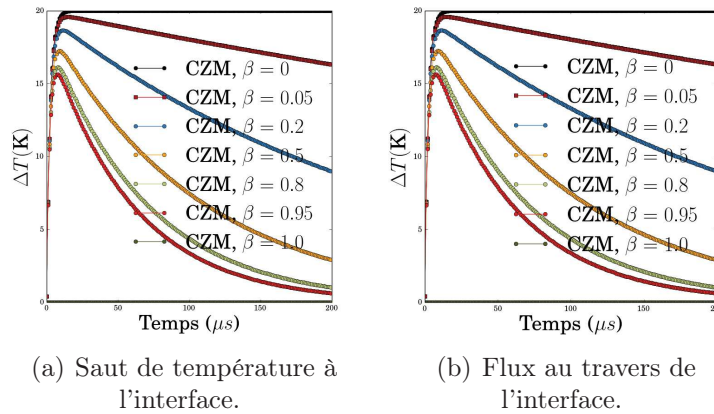 20
15
10
5
0
ΔT(K)
CZM, β = 0
CZM, β = 0.05
CZM, β = 0.2
CZM, β = 0.5
CZM, β = 0.8
CZM, β = 0.95
CZM, β = 1.0
0 50 100 150 200
Temps (μs)
(a) Saut de température à
l'interface.
20
15
10
5
0
ΔT(K)
CZM, β = 0
CZM, β = 0.05
CZM, β = 0.2
CZM, β = 0.5
CZM, β = 0.8
CZM, β = 0.95
CZM, β = 1.0
0 50 100 150 200
Temps (μs)
(b) Flux au travers de
l'interface.